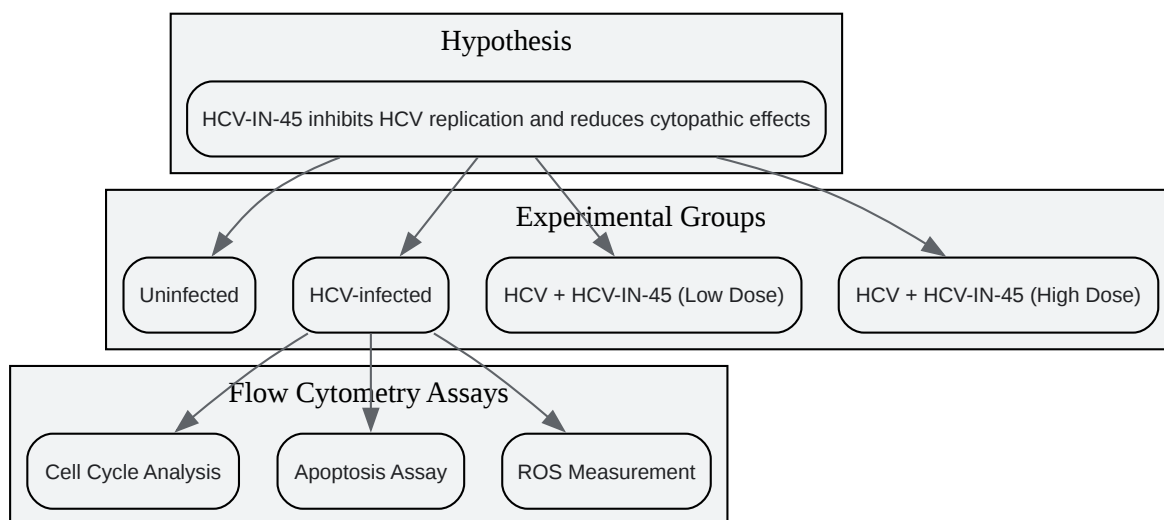 Hypothesis
HCV-IN-45 inhibits HCV replication and reduces cytopathic effects
Experimental Groups
Uninfected
HCV-infected
HCV + HCV-IN-45 (Low Dose)
HCV + HCV-IN-45 (High Dose)
Flow Cytometry Assays
Cell Cycle Analysis
Apoptosis Assay
ROS Measurement